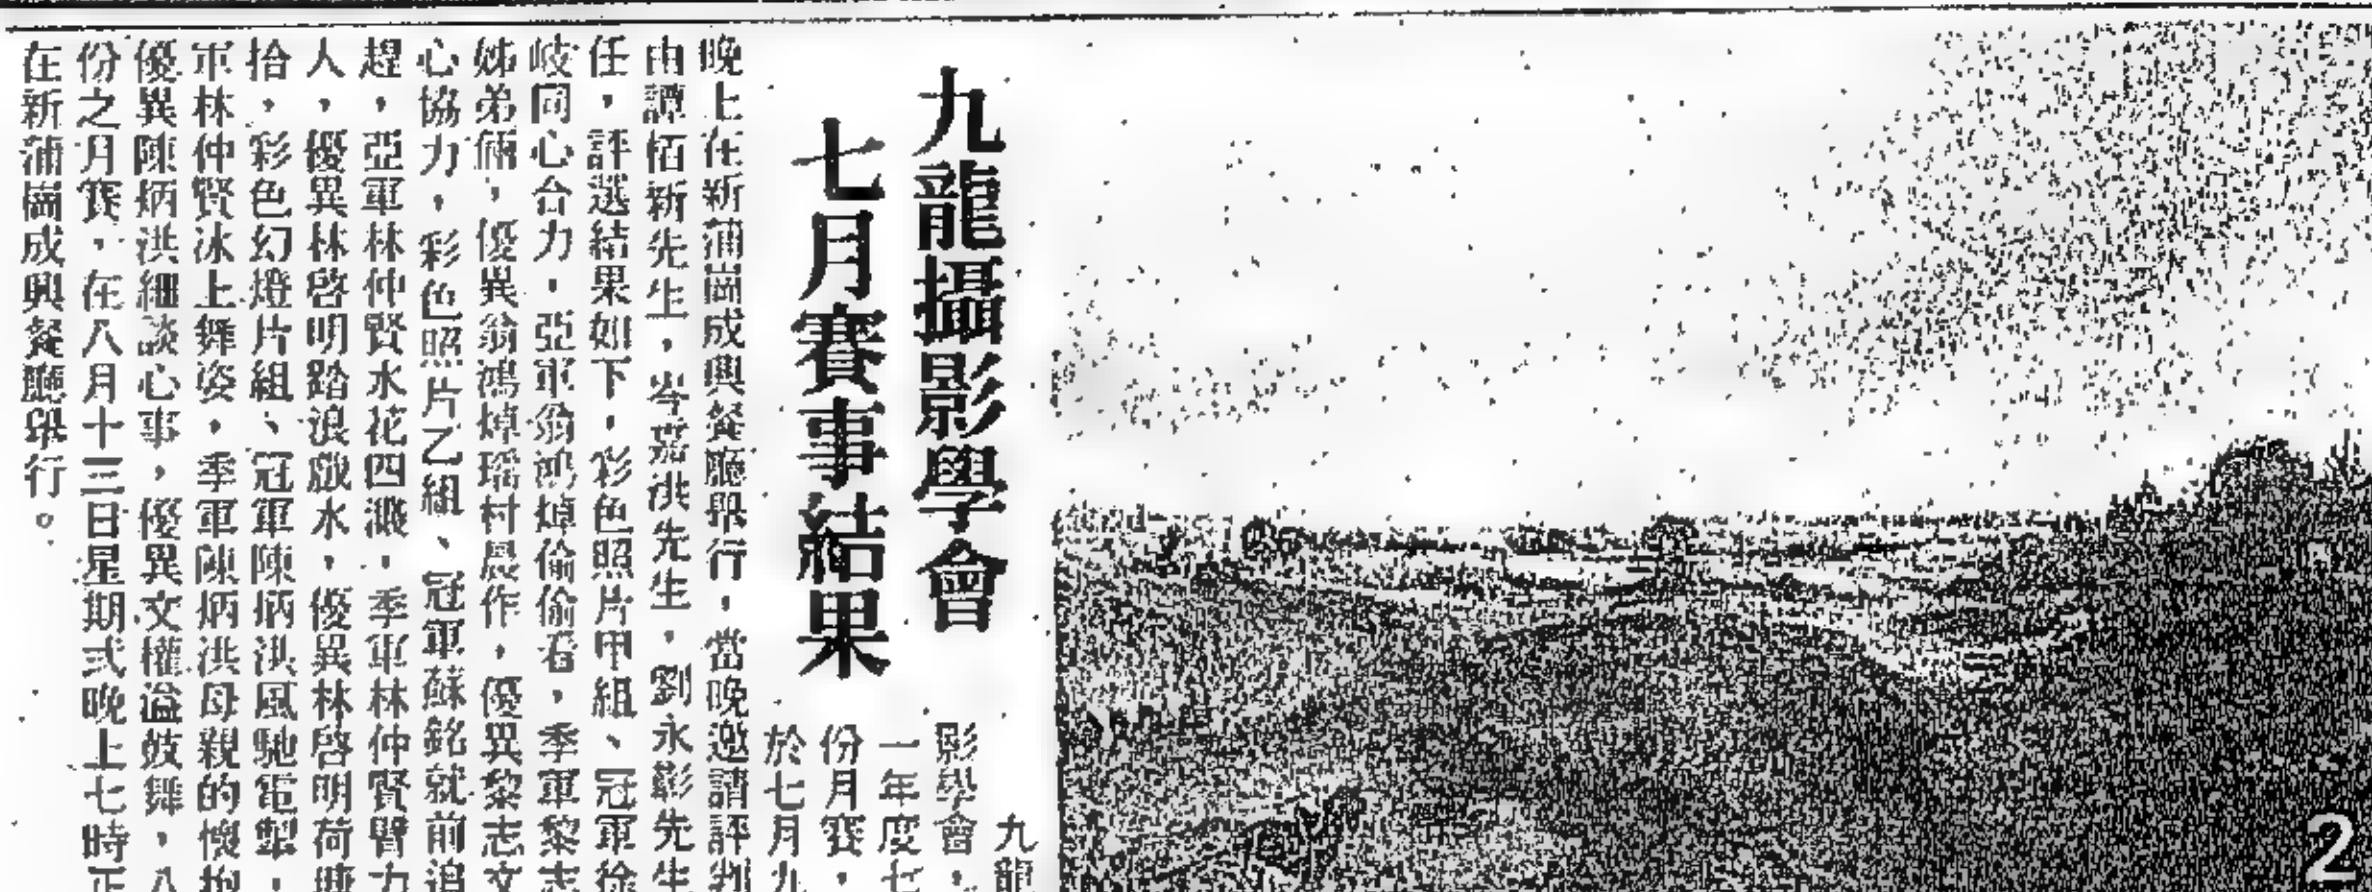 九龍攝影學會
七月賽事結果
九龍
影學會，
一年度七
份月賽，
於七月九
晚上在新蒲崗成興餐廳舉行，當晚邀請評判
由譚栢新先生，岑嘉洪先生，劉永彰先生
任，評選結果如下，彩色照片甲組、冠軍徐
岐同心合力，亞軍翁鴻焯偷偷看，季軍黎志
姊弟倆，優異翁鴻焯瑤村晨作，優異黎志文
心協力，彩色照片乙組、冠軍蘇銘就前追
趕，亞軍林仲賢水花四濺，季軍林仲賢臂力
人，優異林啓明踏浪戲水，優異林啓明荷塘
拾，彩色幻燈片組、冠軍陳炳洪風馳電掣，
軍林仲賢冰上舞姿，季軍陳炳洪母親的懷抱
優異陳炳洪細談心事，優異文權溢妓舞，八
份之月賽，在八月十三日星期式晚上七時正
在新蒲崗成興餐廳舉行。
2